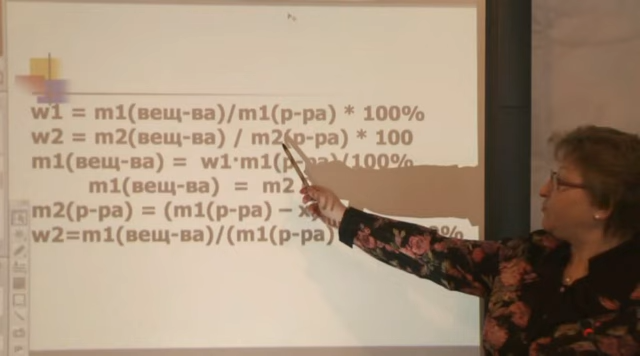 w1 = m1(вещ-ва)/m1(р-ра) * 100%
w2 = m2(вещ-ва) / m2(р-ра) * 100
m1(вещ-ва) = w1·m1(р-ра)/100%
m1(вещ-ва) = m2
m2(р-ра) = (m1(р-ра) – x
w2=m1(вещ-ва)/(m1(р-ра) 0%